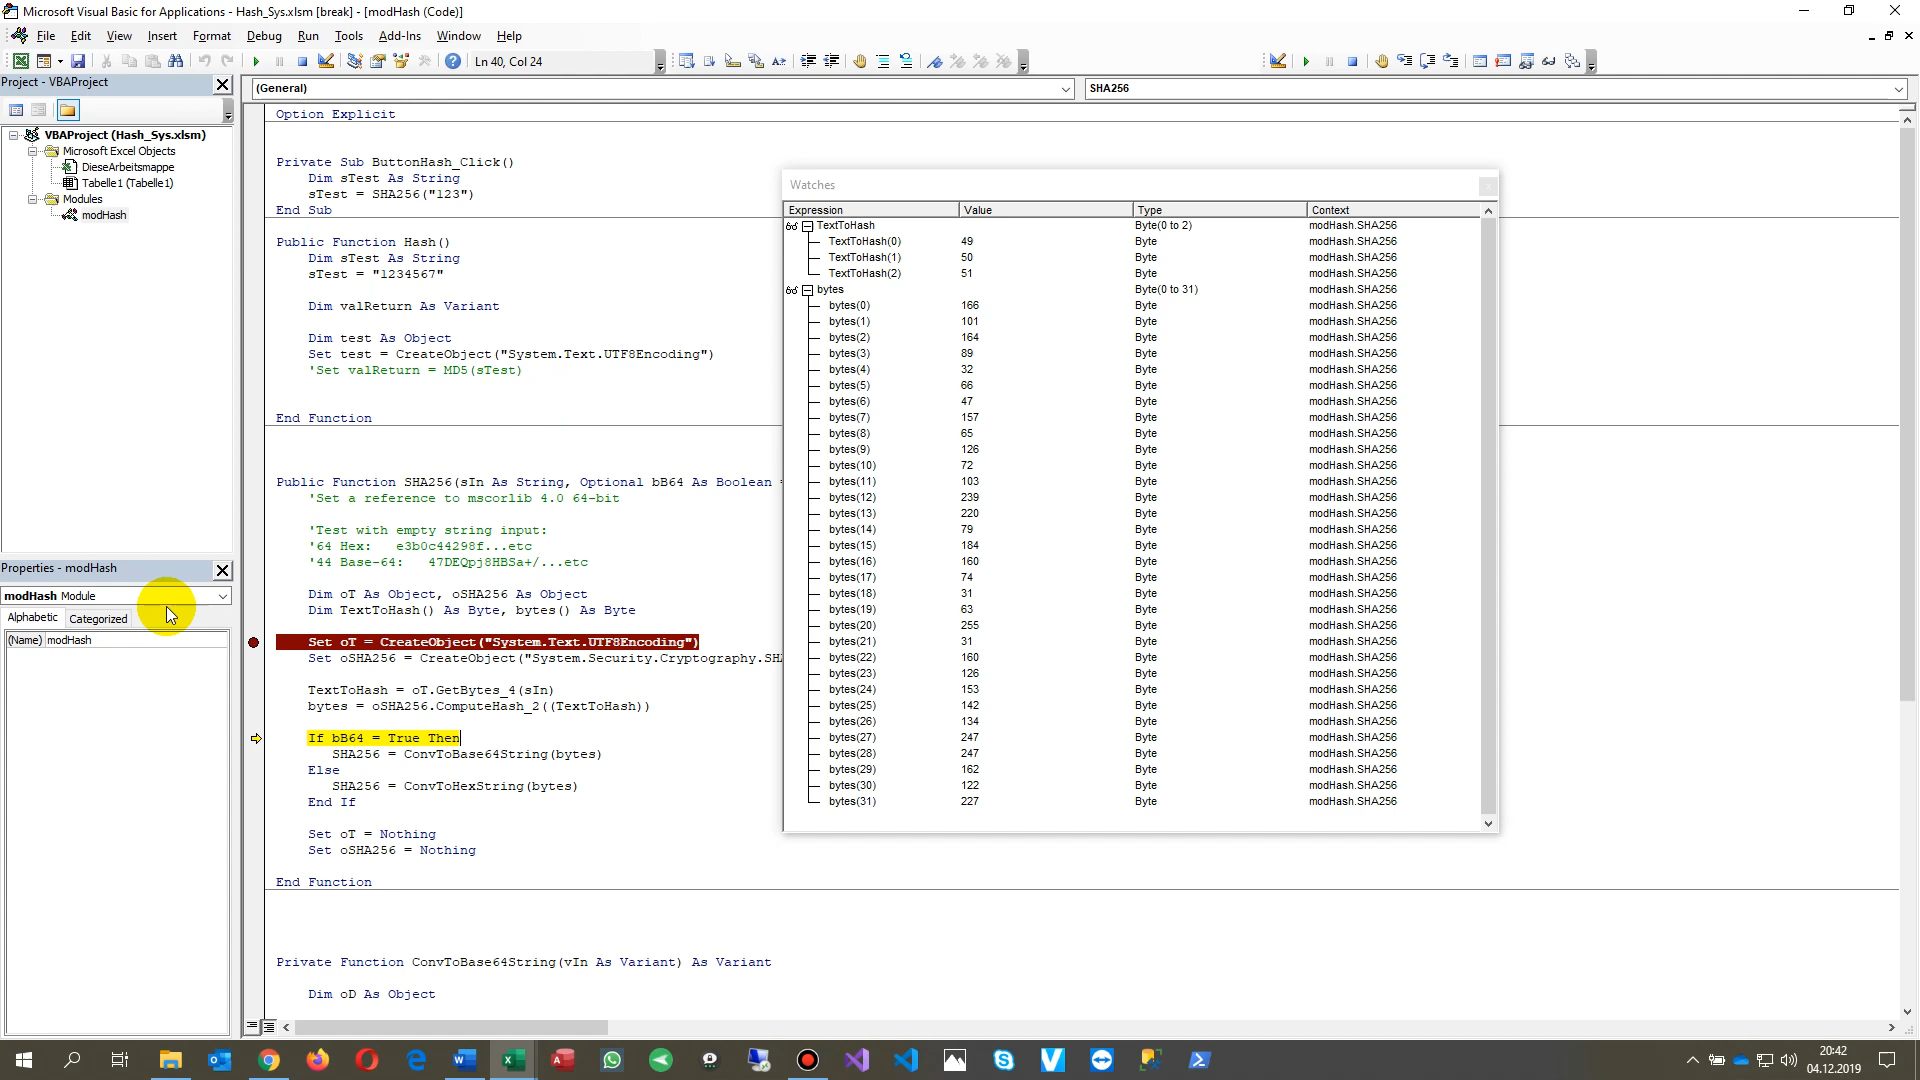 Microsoft Visual Basic for Applications - Hash_Sys.xlsm [break] - [modHash (Code)]
File Edit View Insert Format Debug Run Tools Add-Ins Window Help
Ln 40, Col 24
Project - VBAProject
VBAProject (Hash_Sys.xlsm)
Microsoft Excel Objects
DieseArbeitsmappe
Tabelle1 (Tabelle1)
Modules
modHash
Properties - modHash
modHash Module
Alphabetic Categorized
(Name) modHash
(General) SHA256
Option Explicit
Private Sub ButtonHash_Click()
Dim sTest As String
sTest = SHA256("123")
End Sub
Public Function Hash()
Dim sTest As String
sTest = "1234567"
Dim valReturn As Variant
Dim test As Object
Set test = CreateObject("System.Text.UTF8Encoding")
'Set valReturn = MD5(sTest)
End Function
Public Function SHA256(sIn As String, Optional bB64 As Boolean =
'Set a reference to mscorlib 4.0 64-bit
'Test with empty string input:
'64 Hex: e3b0c44298f...etc
'44 Base-64: 47DEQpj8HBSa+/...etc
Dim oT As Object, oSHA256 As Object
Dim TextToHash() As Byte, bytes() As Byte
Set oT = CreateObject("System.Text.UTF8Encoding")
Set oSHA256 = CreateObject("System.Security.Cryptography.SH
TextToHash = oT.GetBytes_4(sIn)
bytes = oSHA256.ComputeHash_2((TextToHash))
If bB64 = True Then
SHA256 = ConvToBase64String(bytes)
Else
SHA256 = ConvToHexString(bytes)
End If
Set oT = Nothing
Set oSHA256 = Nothing
End Function
Private Function ConvToBase64String(vIn As Variant) As Variant
Dim oD As Object
Watches
Expression Value Type Context
TextToHash Byte(0 to 2) modHash.SHA256
TextToHash(0) 49 Byte modHash.SHA256
TextToHash(1) 50 Byte modHash.SHA256
TextToHash(2) 51 Byte modHash.SHA256
bytes Byte(0 to 31) modHash.SHA256
bytes(0) 166 Byte modHash.SHA256
bytes(1) 101 Byte modHash.SHA256
bytes(2) 164 Byte modHash.SHA256
bytes(3) 89 Byte modHash.SHA256
bytes(4) 32 Byte modHash.SHA256
bytes(5) 66 Byte modHash.SHA256
bytes(6) 47 Byte modHash.SHA256
bytes(7) 157 Byte modHash.SHA256
bytes(8) 65 Byte modHash.SHA256
bytes(9) 126 Byte modHash.SHA256
bytes(10) 72 Byte modHash.SHA256
bytes(11) 103 Byte modHash.SHA256
bytes(12) 239 Byte modHash.SHA256
bytes(13) 220 Byte modHash.SHA256
bytes(14) 79 Byte modHash.SHA256
bytes(15) 184 Byte modHash.SHA256
bytes(16) 160 Byte modHash.SHA256
bytes(17) 74 Byte modHash.SHA256
bytes(18) 31 Byte modHash.SHA256
bytes(19) 63 Byte modHash.SHA256
bytes(20) 255 Byte modHash.SHA256
bytes(21) 31 Byte modHash.SHA256
bytes(22) 160 Byte modHash.SHA256
bytes(23) 126 Byte modHash.SHA256
bytes(24) 153 Byte modHash.SHA256
bytes(25) 142 Byte modHash.SHA256
bytes(26) 134 Byte modHash.SHA256
bytes(27) 247 Byte modHash.SHA256
bytes(28) 247 Byte modHash.SHA256
bytes(29) 162 Byte modHash.SHA256
bytes(30) 122 Byte modHash.SHA256
bytes(31) 227 Byte modHash.SHA256
20:42
04.12.2019